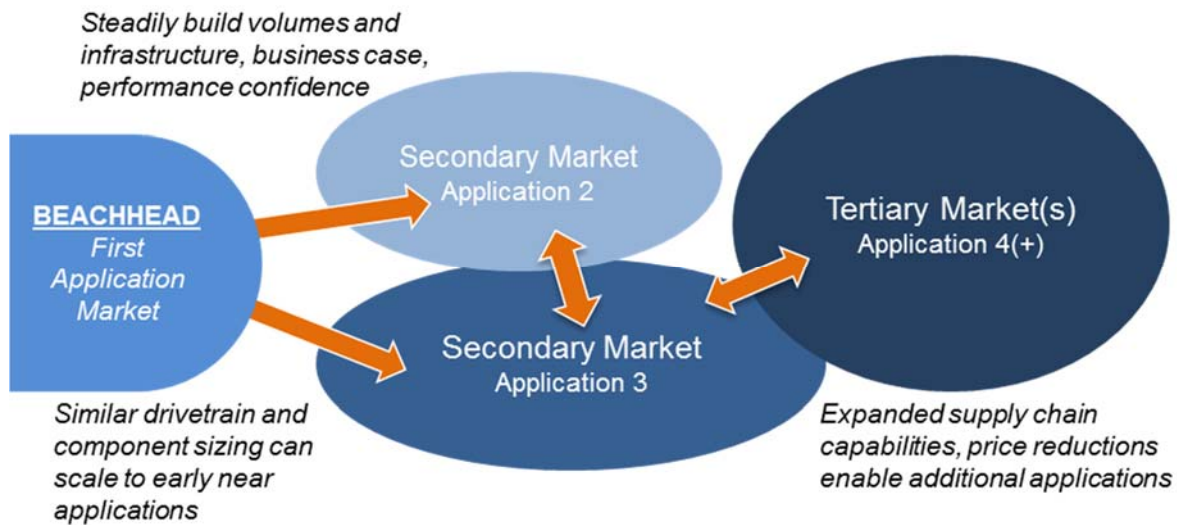 Steadily build volumes and
infrastructure, business case,
performance confidence
BEACHHEAD
First
Application
Market
Secondary Market
Application 2
Secondary Market
Application 3
Tertiary Market(s)
Application 4(+)
Similar drivetrain and
component sizing can
scale to early near
applications
Expanded supply chain
capabilities, price reductions
enable additional applications